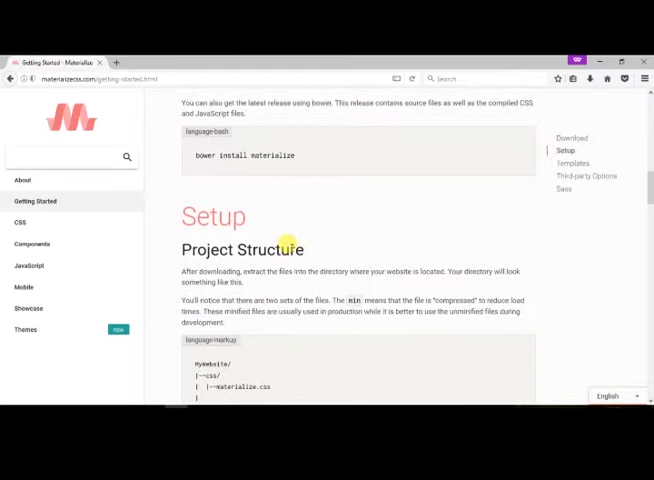 Getting Started - Materialize
materializecss.com/getting-started.html
Search
About
Getting Started
CSS
Components
JavaScript
Mobile
Showcase
Themes
new
You can also get the latest release using bower. This release contains source files as well as the compiled CSS
and JavaScript files.
language-bash
bower install materialize
Setup
Project Structure
After downloading, extract the files into the directory where your website is located. Your directory will look
something like this.
You'll notice that there are two sets of the files. The min means that the file is "compressed" to reduce load
times. These minified files are usually used in production while it is better to use the unminified files during
development.
language-markup
MyWebsite/
|--css/
| |--materialize.css
|
Download
Setup
Templates
Third-party Options
Sass
English